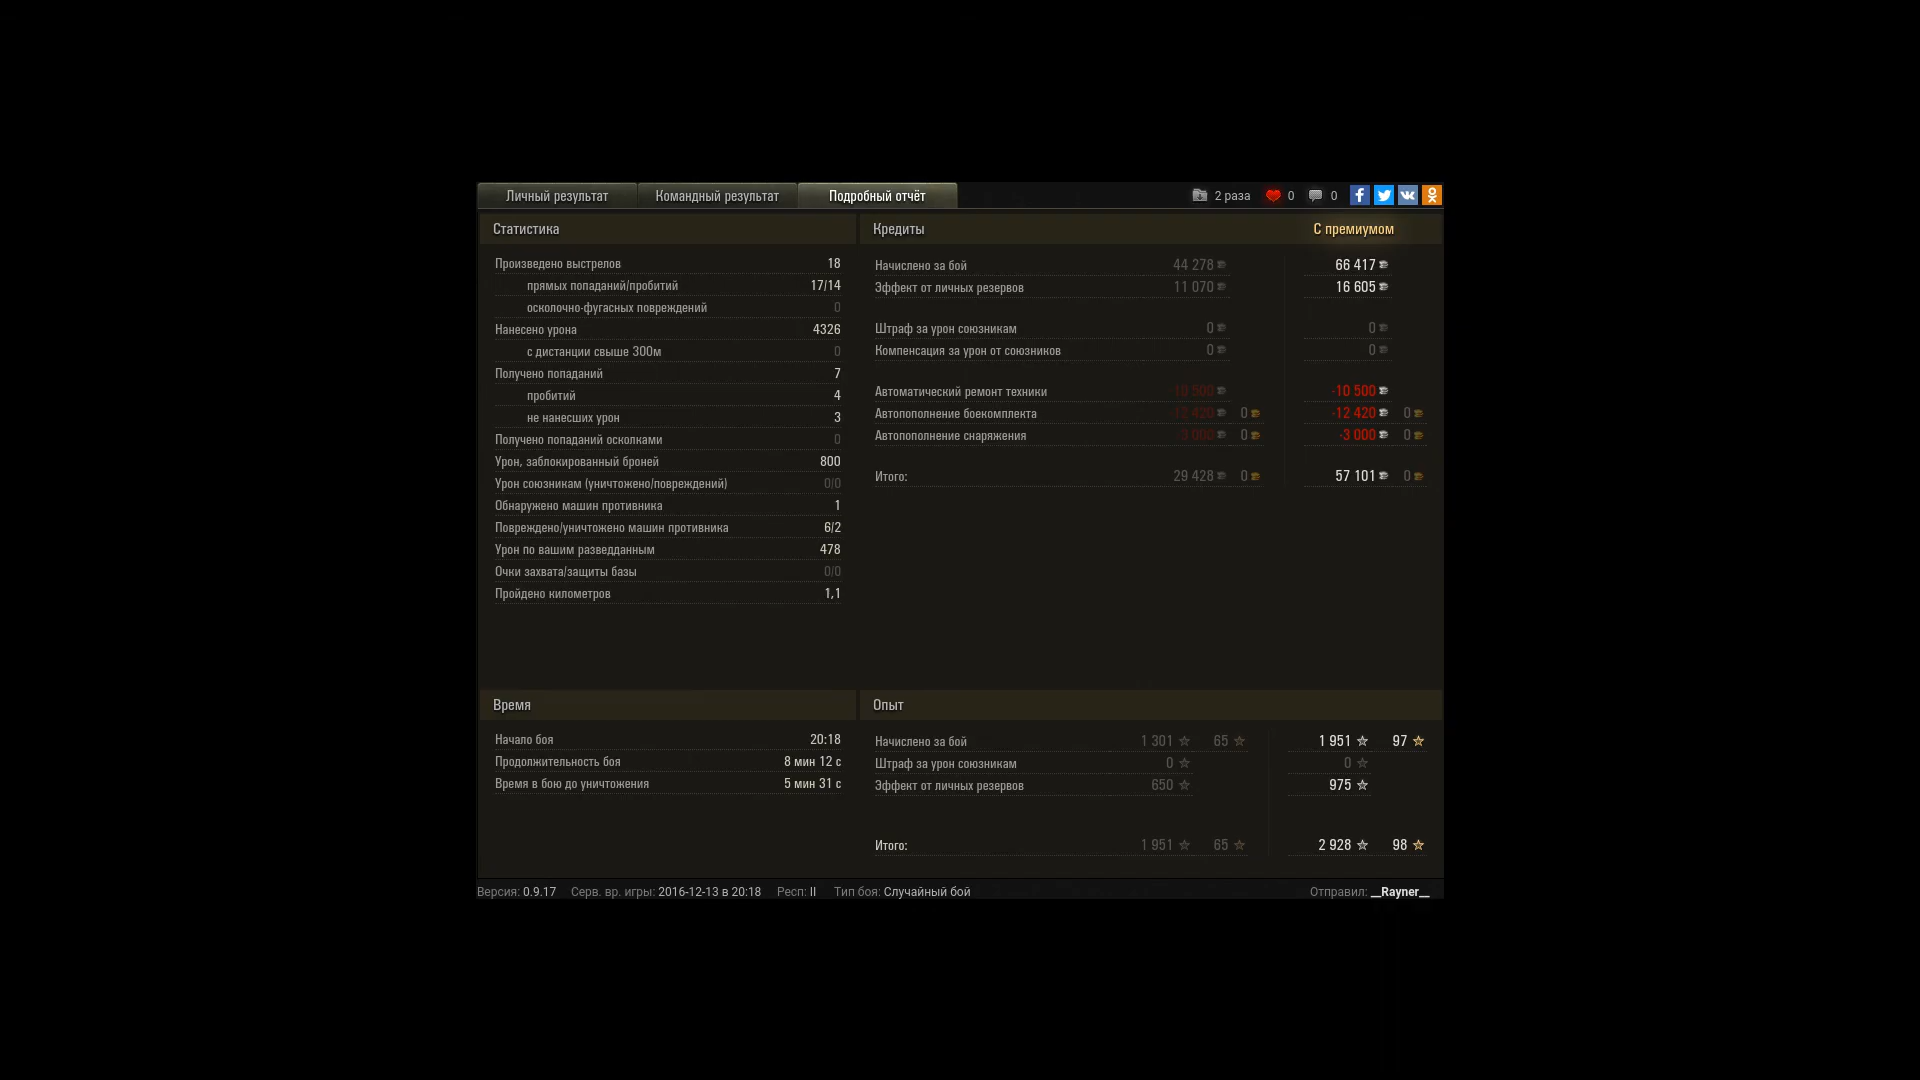 Личный результат Командный результат Подробный отчёт 2 раза 0 0
Статистика
Произведено выстрелов 18
прямых попаданий/пробитий 17/14
осколочно-фугасных повреждений 0
Нанесено урона 4326
с дистанции свыше 300м 0
Получено попаданий 7
пробитий 4
не нанесших урон 3
Получено попаданий осколками 0
Урон, заблокированный броней 800
Урон союзникам (уничтожено/повреждений) 0/0
Обнаружено машин противника 1
Повреждено/уничтожено машин противника 6/2
Урон по вашим разведданным 478
Очки захвата/защиты базы 0/0
Пройдено километров 1,1
Кредиты С премиумом
Начислено за бой 44 278 66 417
Эффект от личных резервов 11 070 16 605
Штраф за урон союзникам 0 0
Компенсация за урон от союзников 0 0
Автоматический ремонт техники -10 500 -10 500
Автопополнение боекомплекта -12 420 0 -12 420 0
Автопополнение снаряжения -3 000 0 -3 000 0
Итого: 29 428 0 57 101 0
Время
Начало боя 20:18
Продолжительность боя 8 мин 12 с
Время в бою до уничтожения 5 мин 31 с
Опыт
Начислено за бой 1 301 65 1 951 97
Штраф за урон союзникам 0 0
Эффект от личных резервов 650 975
Итого: 1 951 65 2 928 98
Версия: 0.9.17 Серв. вр. игры: 2016-12-13 в 20:18 Респ: II Тип боя: Случайный бой Отправил: __Rayner__